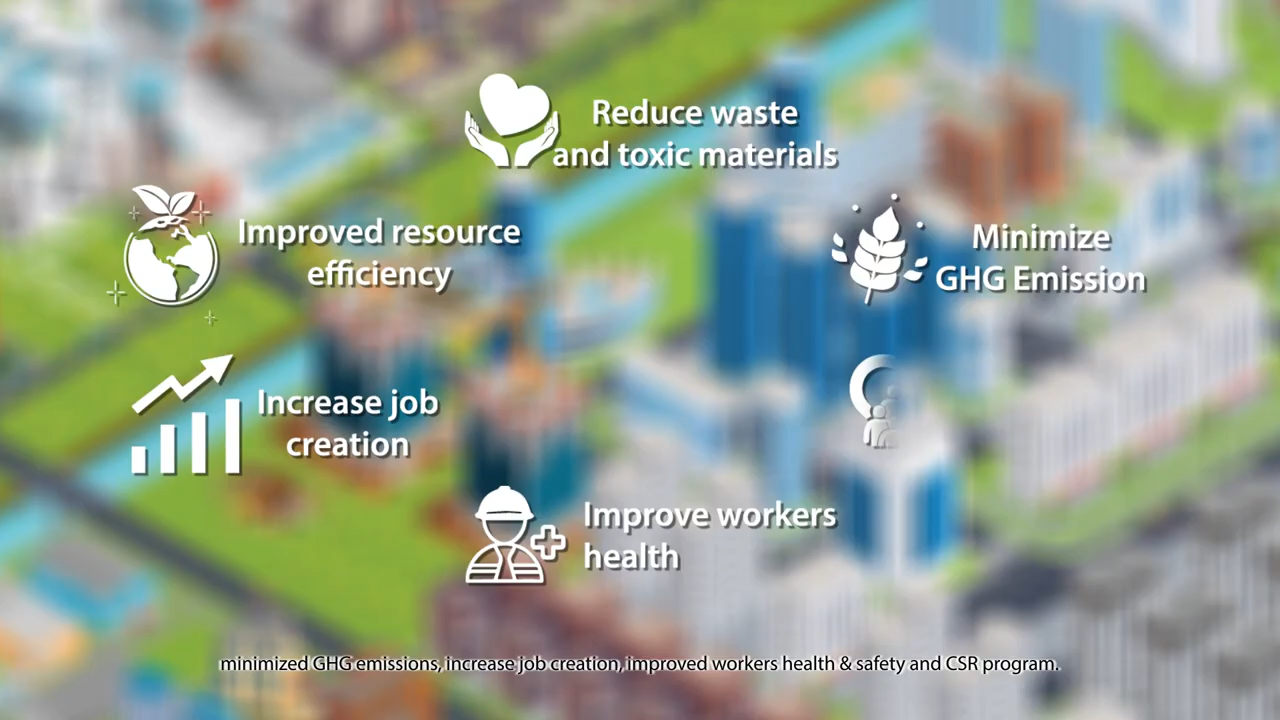 Reduce waste
and toxic materials
Improved resource
efficiency
Minimize
GHG Emission
Increase job
creation
Improve workers
health
minimized GHG emissions, increase job creation, improved workers health & safety and CSR program.